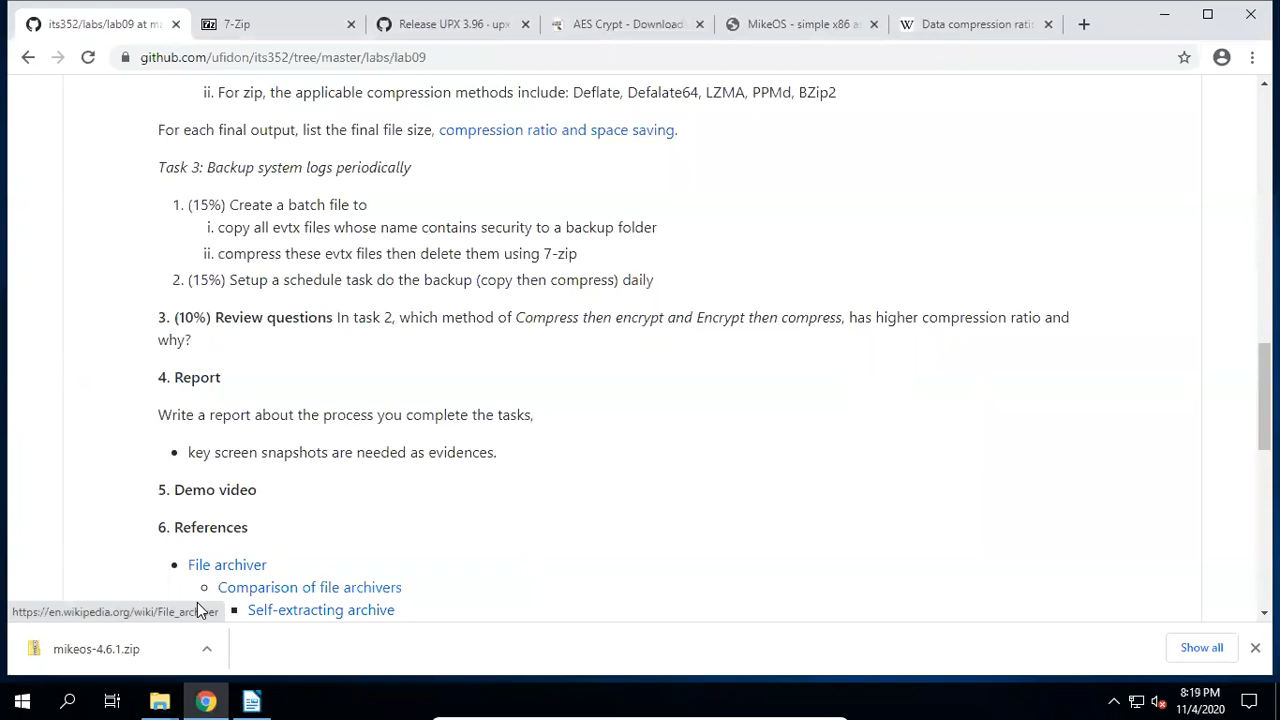 its352/labs/lab09 at ma
7-Zip
Release UPX 3.96 · upx
AES Crypt - Download
MikeOS - simple x86 a
Data compression rati
github.com/ufidon/its352/tree/master/labs/lab09
ii. For zip, the applicable compression methods include: Deflate, Defalate64, LZMA, PPMd, BZip2
For each final output, list the final file size, compression ratio and space saving.
Task 3: Backup system logs periodically
1. (15%) Create a batch file to
i. copy all evtx files whose name contains security to a backup folder
ii. compress these evtx files then delete them using 7-zip
2. (15%) Setup a schedule task do the backup (copy then compress) daily
3. (10%) Review questions In task 2, which method of Compress then encrypt and Encrypt then compress, has higher compression ratio and
why?
4. Report
Write a report about the process you complete the tasks,
• key screen snapshots are needed as evidences.
5. Demo video
6. References
• File archiver
Comparison of file archivers
Self-extracting archive
https://en.wikipedia.org/wiki/File_archiver
mikeos-4.6.1.zip
Show all
8:19 PM
11/4/2020